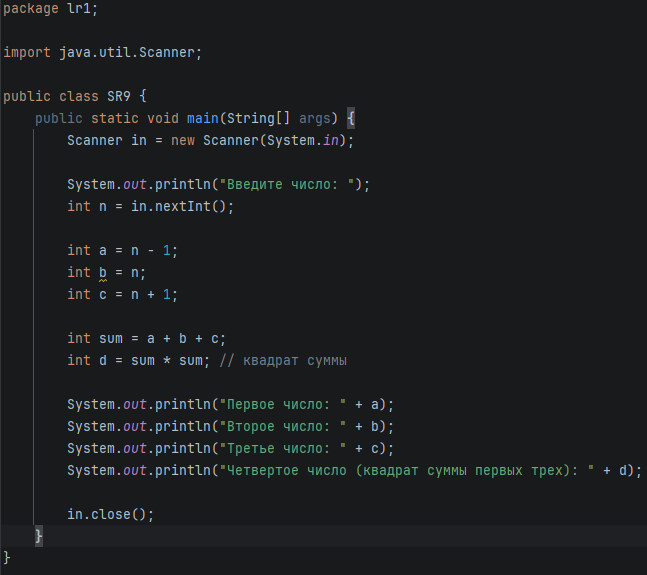 package lr1;
import java.util.Scanner;
public class SR9 {
public static void main(String[] args) {
Scanner in = new Scanner(System.in);
System.out.println("Введите число: ");
int n = in.nextInt();
int a = n - 1;
int b = n;
int c = n + 1;
int sum = a + b + c;
int d = sum * sum; // квадрат суммы
System.out.println("Первое число: " + a);
System.out.println("Второе число: " + b);
System.out.println("Третье число: " + c);
System.out.println("Четвертое число (квадрат суммы первых трех): " + d);
in.close();
}
}